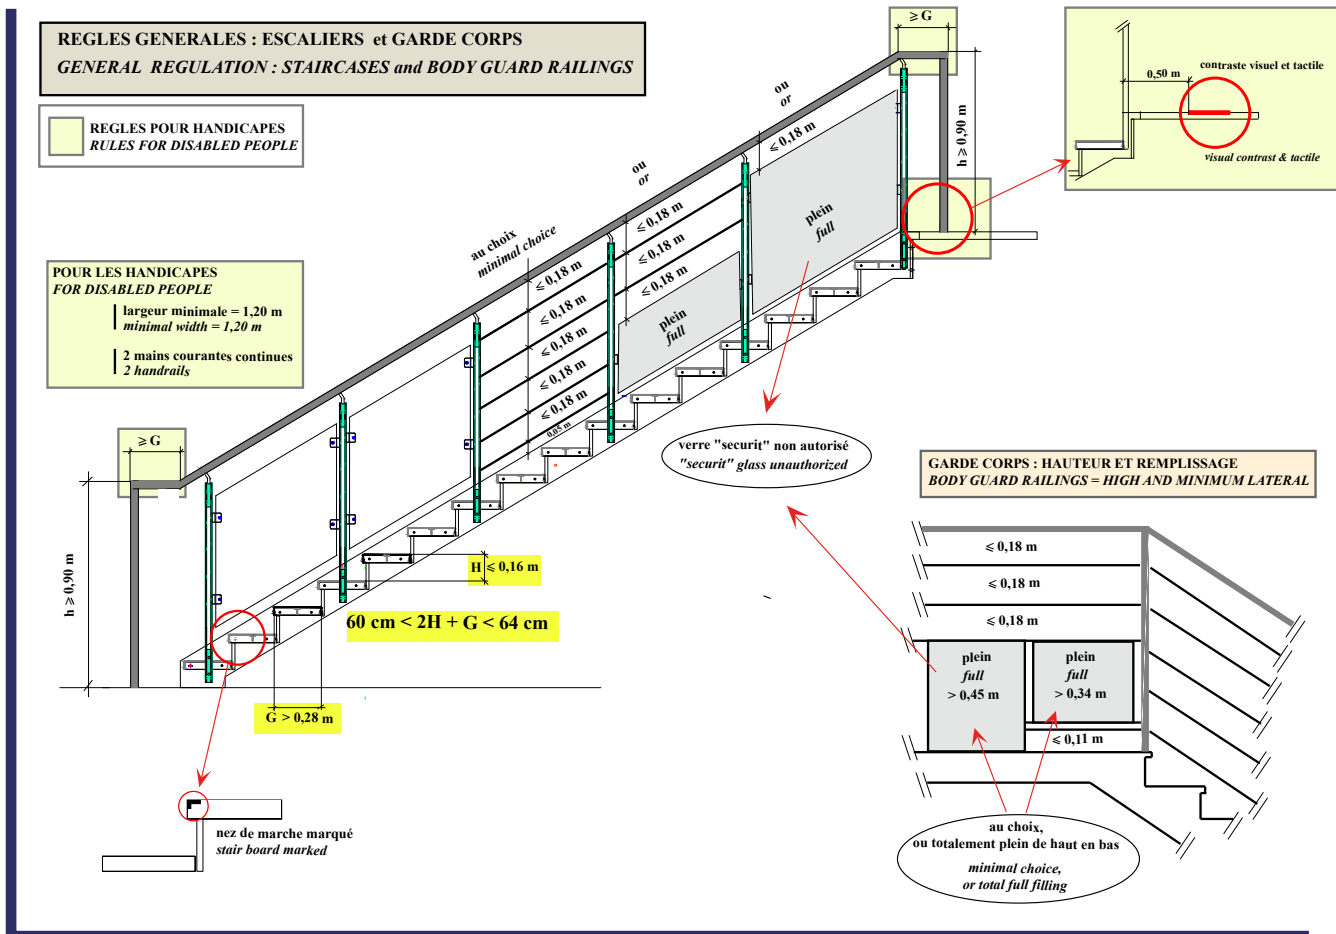 REGLES GENERALES : ESCALIERS et GARDE CORPS
GENERAL REGULATION : STAIRCASES and BODY GUARD RAILINGS
REGLES POUR HANDICAPES
RULES FOR DISABLED PEOPLE
POUR LES HANDICAPES
FOR DISABLED PEOPLE
largeur minimale = 1,20 m
minimal width = 1,20 m
2 mains courantes continues
2 handrails
≥ G
h ≥ 0,90 m
au choix
minimal choice
≤ 0,18 m
≤ 0,18 m
≤ 0,18 m
≤ 0,18 m
≤ 0,18 m
0,05 m
ou
or
≤ 0,18 m
≤ 0,18 m
≤ 0,18 m
plein
full
ou
or
≤ 0,18 m
plein
full
≥ G
h ≥ 0,90 m
0,50 m
contraste visuel et tactile
visual contrast & tactile
H ≤ 0,16 m
60 cm < 2H + G < 64 cm
G > 0,28 m
nez de marche marqué
stair board marked
verre "securit" non autorisé
"securit" glass unauthorized
GARDE CORPS : HAUTEUR ET REMPLISSAGE
BODY GUARD RAILINGS = HIGH AND MINIMUM LATERAL
≤ 0,18 m
≤ 0,18 m
≤ 0,18 m
plein
full
> 0,45 m
plein
full
> 0,34 m
≤ 0,11 m
au choix,
ou totalement plein de haut en bas
minimal choice,
or total full filling